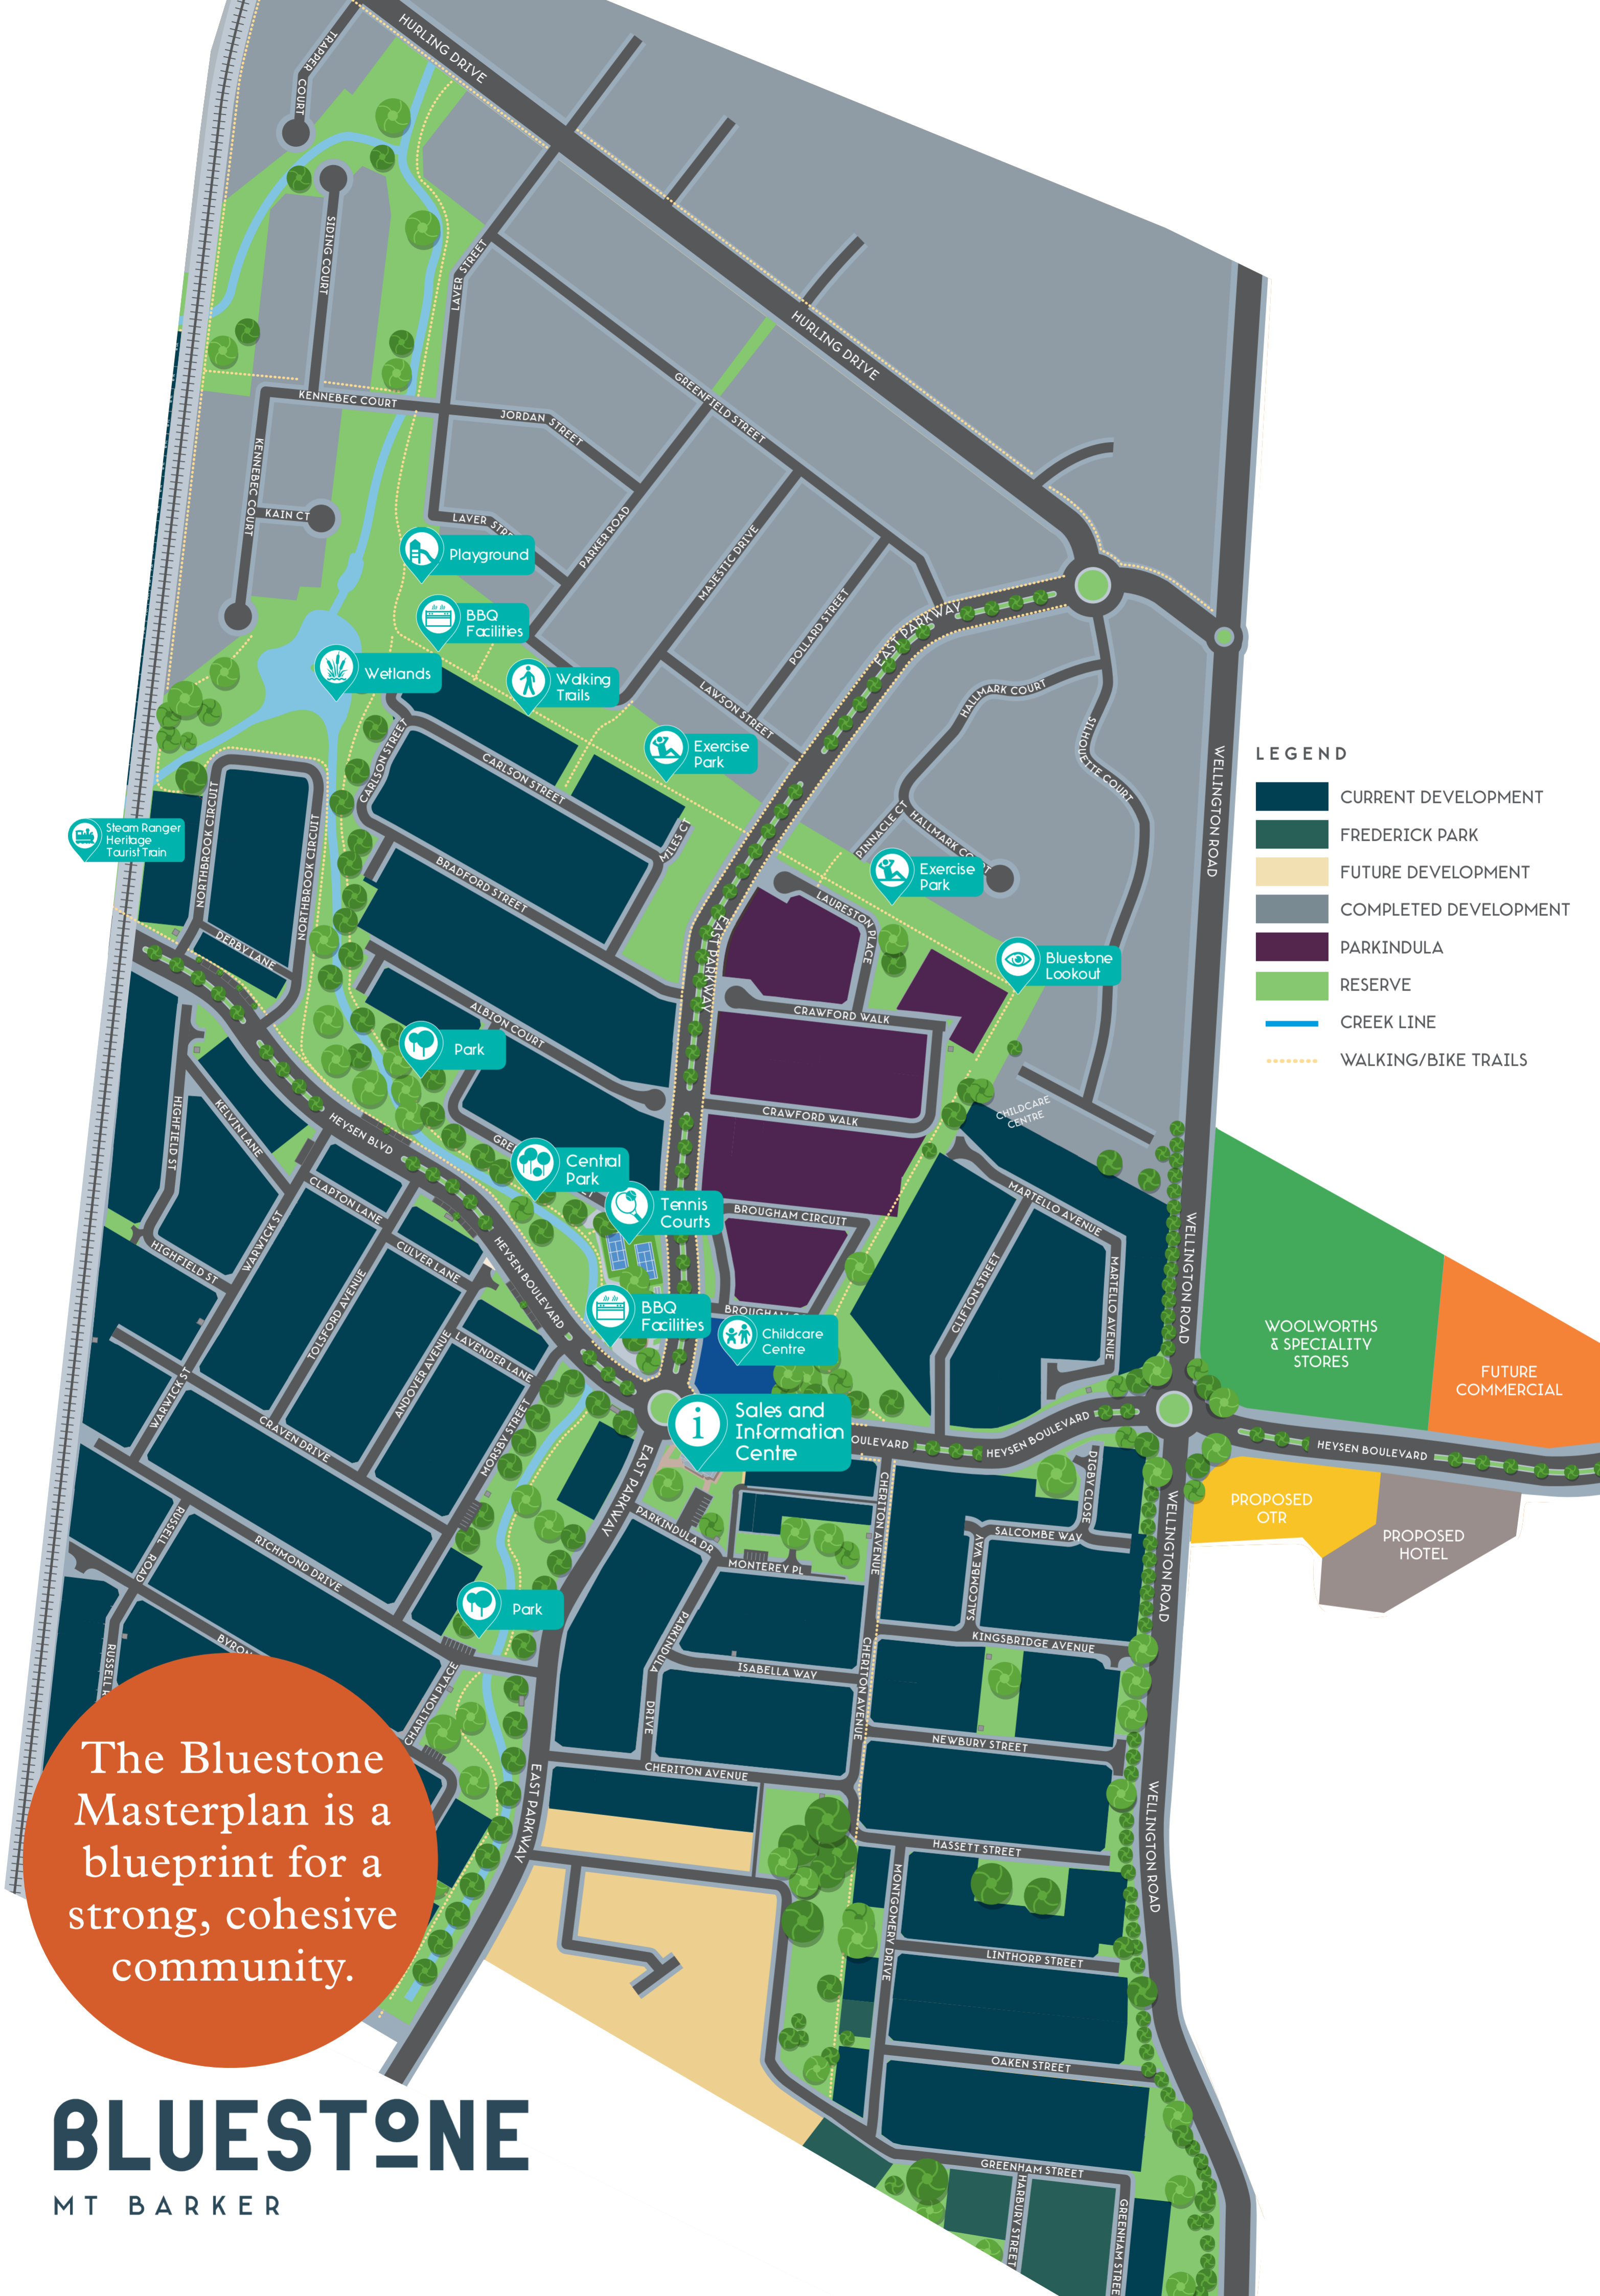 HURLING DRIVE
TRAPPER
COURT
SIDING COURT
LAVER STREET
HURLING DRIVE
GREENFIELD STREET
KENNEBEC COURT
JORDAN STREET
KENNEBEC COURT
KAIN CT
LAVER
PARKER ROAD
MAJESTIC DRIVE
POLLARD STREET
EAST PARKWAY
Playground
BBQ
Facilities
Wetlands
Walking
Trails
LAWSON STREET
HALLMARK COURT
SILHOUETTE COURT
Exercise
Park
CARLSON STREET
CARLSON STREET
MILES CT
PINNACLE CT
HALLMARK COURT
Exercise
Park
WELLINGTON ROAD
LEGEND
CURRENT DEVELOPMENT
FREDERICK PARK
FUTURE DEVELOPMENT
COMPLETED DEVELOPMENT
PARKINDULA
RESERVE
CREEK LINE
WALKING/BIKE TRAILS
Steam Ranger
Heritage
Tourist Train
NORTHBROOK CIRCUIT
NORTHBROOK CIRCUIT
BRADFORD STREET
DERBY LANE
LAURESTON PLACE
EAST PARKWAY
Bluestone
Lookout
CRAWFORD WALK
ALBION COURT
Park
HIGHFIELD ST
KELVIN LANE
HEYSEN BLVD
CRAWFORD WALK
CHILDCARE
CENTRE
Central
Park
Tennis
Courts
BROUGHAM CIRCUIT
MARTELLO AVENUE
CLAPTON LANE
WARWICK ST
HIGHFIELD ST
CULVER LANE
HEYSEN BOULEVARD
TOLSFORD AVENUE
CLIFTON STREET
MARTELLO AVENUE
WELLINGTON ROAD
BBQ
Facilities
BROUGHAM
Childcare
Centre
WOOLWORTHS
& SPECIALITY
STORES
FUTURE
COMMERCIAL
ANDOVER AVENUE
LAVENDER LANE
WARWICK ST
CRAVEN DRIVE
MORSBY STREET
Sales and
Information
Centre
EAST PARKWAY
BOULEVARD
HEYSEN BOULEVARD
HEYSEN BOULEVARD
DIGBY CLOSE
CHERITON AVENUE
PROPOSED
OTR
PROPOSED
HOTEL
WELLINGTON ROAD
RUSSELL ROAD
RICHMOND DRIVE
PARKINDULA DR
MONTEREY PL
SALCOMBE WAY
SALCOMBE WAY
Park
PARKINDULA
DRIVE
ISABELLA WAY
KINGSBRIDGE AVENUE
CHERITON AVENUE
BYRON
CHARLTON PLACE
NEWBURY STREET
EAST PARKWAY
CHERITON AVENUE
WELLINGTON ROAD
HASSETT STREET
MONTGOMERY DRIVE
LINTHORP STREET
OAKEN STREET
GREENHAM STREET
HARBURY STREET
GREENHAM STREE
The Bluestone
Masterplan is a
blueprint for a
strong, cohesive
community.
BLUESTONE
MT BARKER